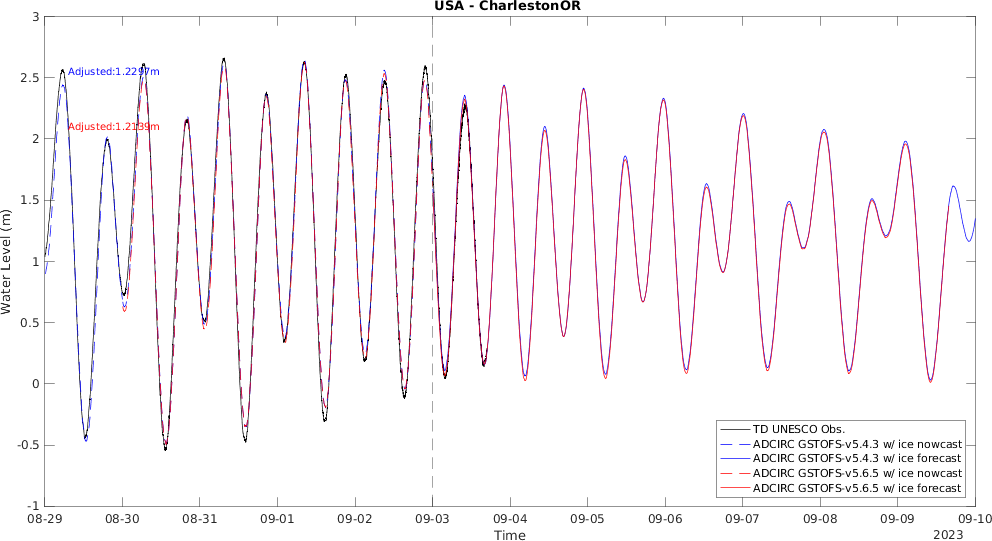 USA - CharlestonOR
3
2.5
2
1.5
1
0.5
0
-0.5
-1
Water Level (m)
Adjusted:1.2297m
Adjusted:1.2139m
TD UNESCO Obs.
ADCIRC GSTOFS-v5.4.3 w/ ice nowcast
ADCIRC GSTOFS-v5.4.3 w/ ice forecast
ADCIRC GSTOFS-v5.6.5 w/ ice nowcast
ADCIRC GSTOFS-v5.6.5 w/ ice forecast
08-29 08-30 08-31 09-01 09-02 09-03 09-04 09-05 09-06 09-07 09-08 09-09 09-10
Time
2023